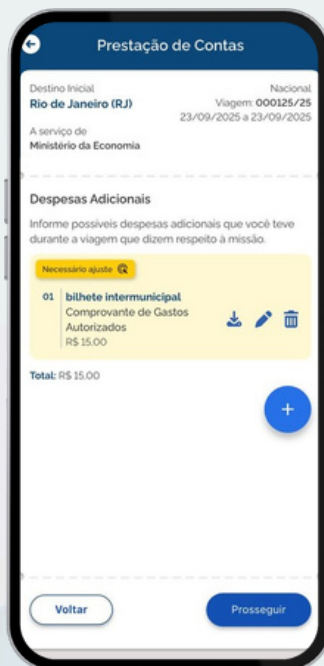 Prestação de Contas
Destino Inicial
Nacional
Rio de Janeiro (RJ)
Viagem: 000125/25
23/09/2025 a 23/09/2025
A serviço de
Ministério da Economia
Despesas Adicionais
Informe possíveis despesas adicionais que você teve
durante a viagem que dizem respeito à missão.
Necessário ajuste
01 bilhete intermunicipal
Comprovante de Gastos
Autorizados
R$ 15,00
Total: R$ 15,00
+
Voltar
Prosseguir